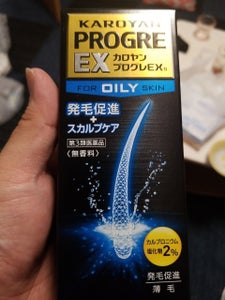 KAROYAN
PROGRE
EX カロヤン
プログレEX
FOR OILY SKIN
発毛促進
+
スカルプケア
第3類医薬品
〈無香料〉
カルプロニウム
塩化物2%
発毛促進
薄毛